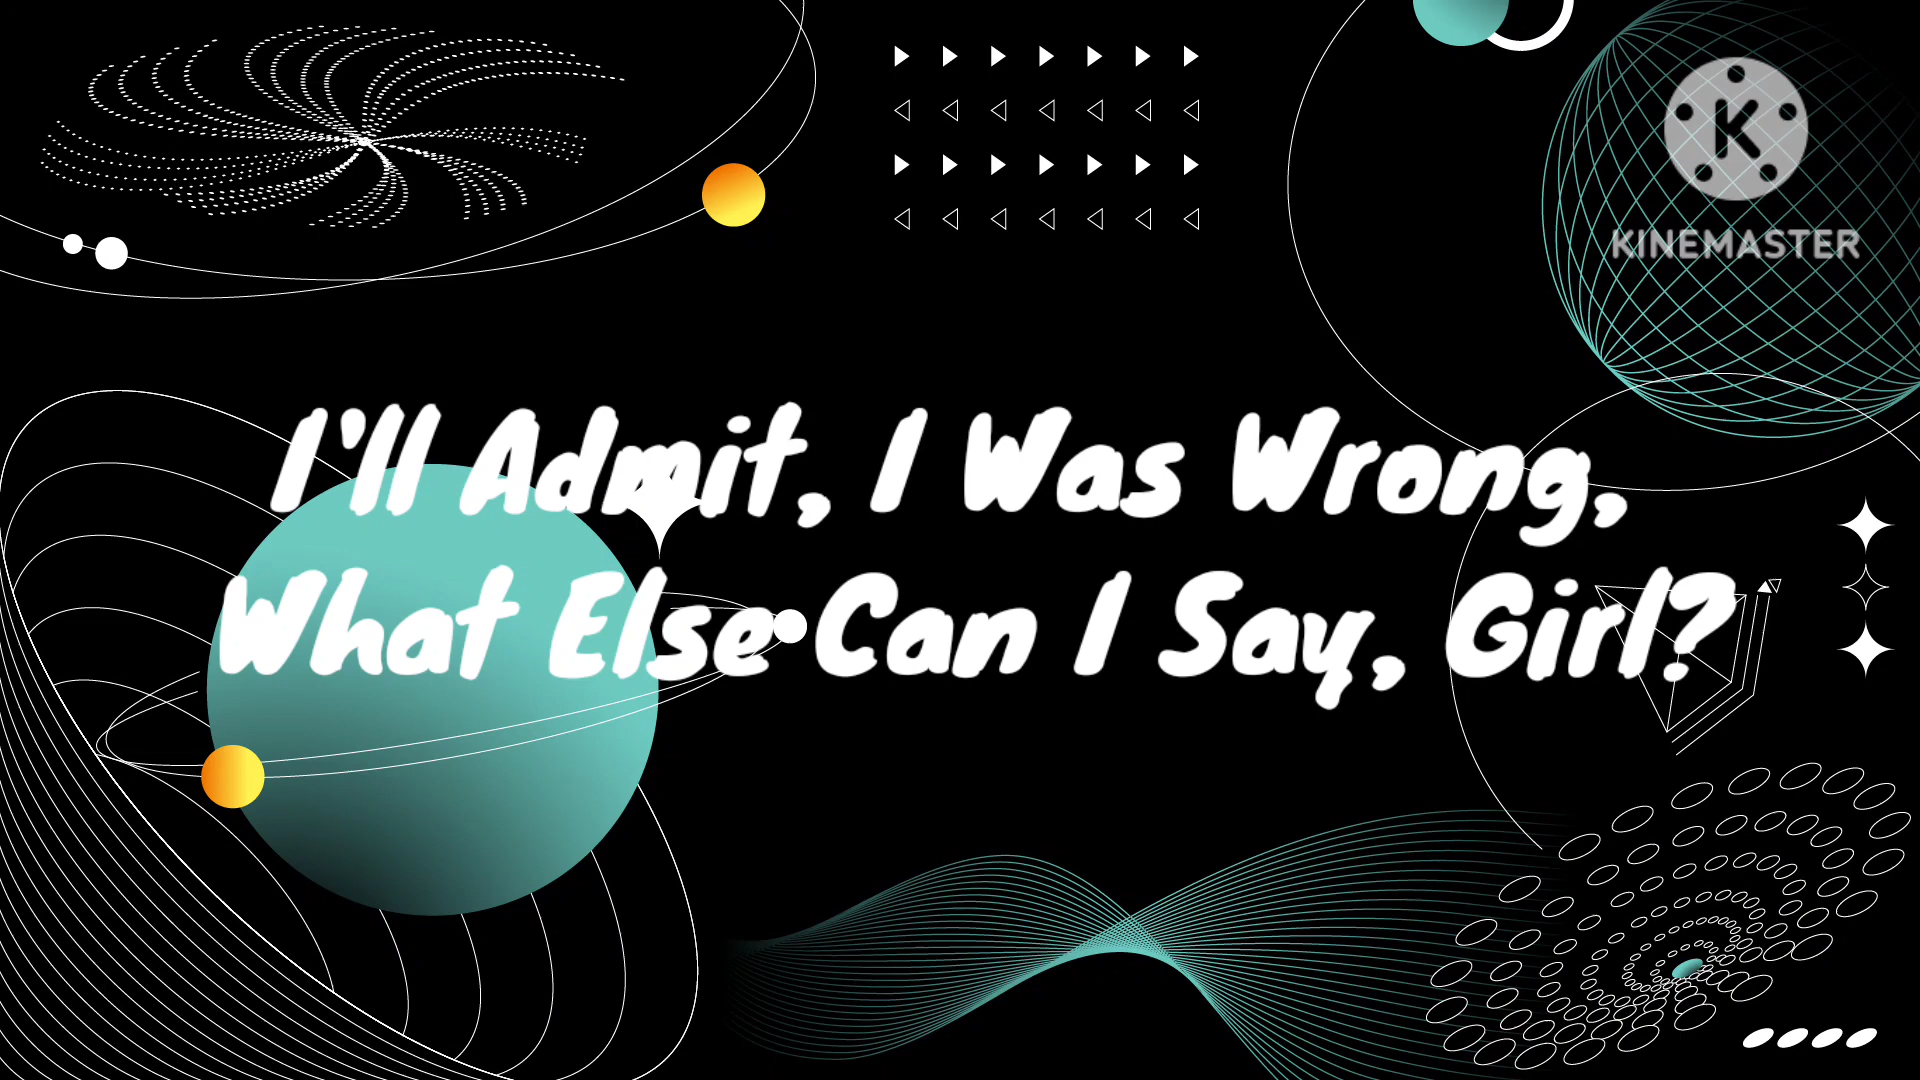 K
KINEMASTER
I'll Admit, I Was Wrong,
What Else Can I Say, Girl?